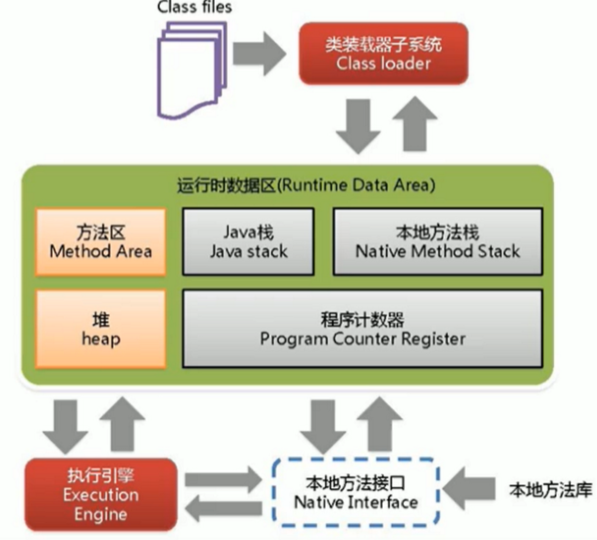 Class files
类装载器子系统
Class loader
运行时数据区(Runtime Data Area)
方法区
Method Area
Java栈
Java stack
本地方法栈
Native Method Stack
堆
heap
程序计数器
Program Counter Register
执行引擎
Execution
Engine
本地方法接口
Native Interface
本地方法库